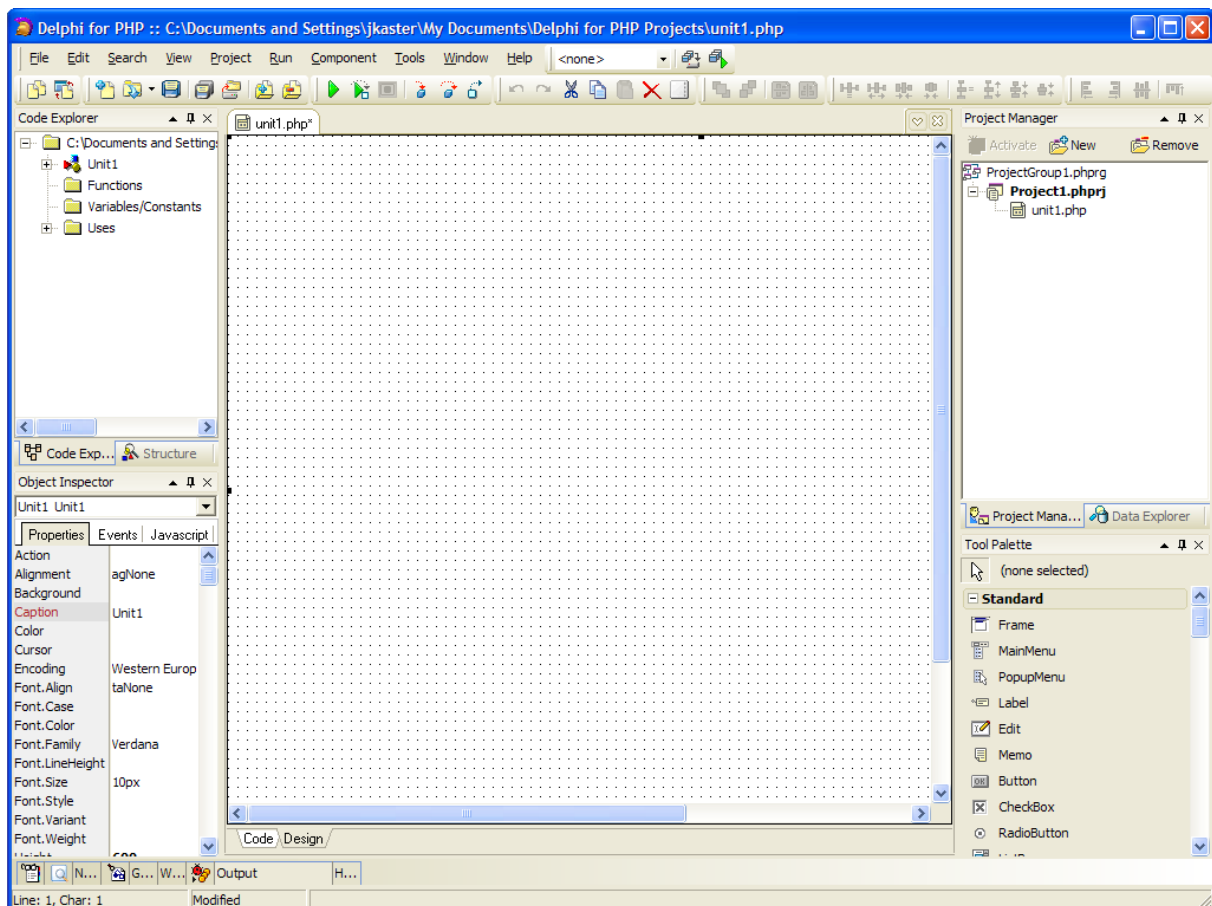 Delphi for PHP :: C:\Documents and Settings\jkaster\My Documents\Delphi for PHP Projects\unit1.php
File Edit Search View Project Run Component Tools Window Help <none>
Code Explorer
C:\Documents and Setting
Unit1
Functions
Variables/Constants
Uses
Code Exp... Structure
Object Inspector
Unit1 Unit1
Properties Events Javascript
Action
Alignment agNone
Background
Caption Unit1
Color
Cursor
Encoding Western Europ
Font.Align taNone
Font.Case
Font.Color
Font.Family Verdana
Font.LineHeight
Font.Size 10px
Font.Style
Font.Variant
Font.Weight
unit1.php*
Code Design
Project Manager
Activate New Remove
ProjectGroup1.phprg
Project1.phprj
unit1.php
Project Mana... Data Explorer
Tool Palette
(none selected)
Standard
Frame
MainMenu
PopupMenu
Label
Edit
Memo
OK Button
CheckBox
RadioButton
N... G... W... Output H...
Line: 1, Char: 1 Modified